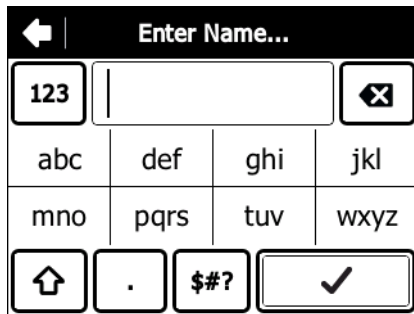 Enter Name...
123
abc def ghi jkl
mno pqrs tuv wxyz
. $#?